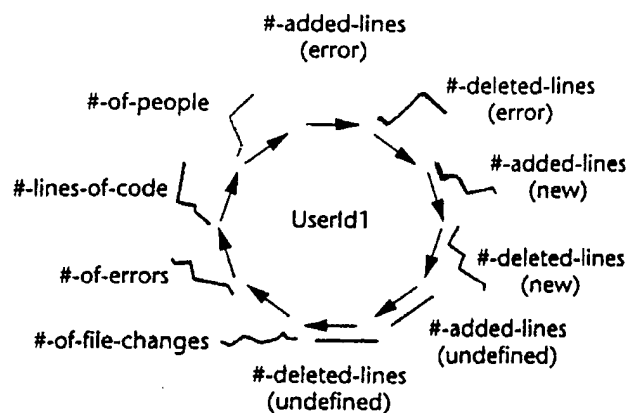 #-added-lines
(error)
#-deleted-lines
(error)
#-of-people
#-added-lines
(new)
#-lines-of-code
UserId1
#-deleted-lines
(new)
#-of-errors
#-added-lines
(undefined)
#-of-file-changes
#-deleted-lines
(undefined)